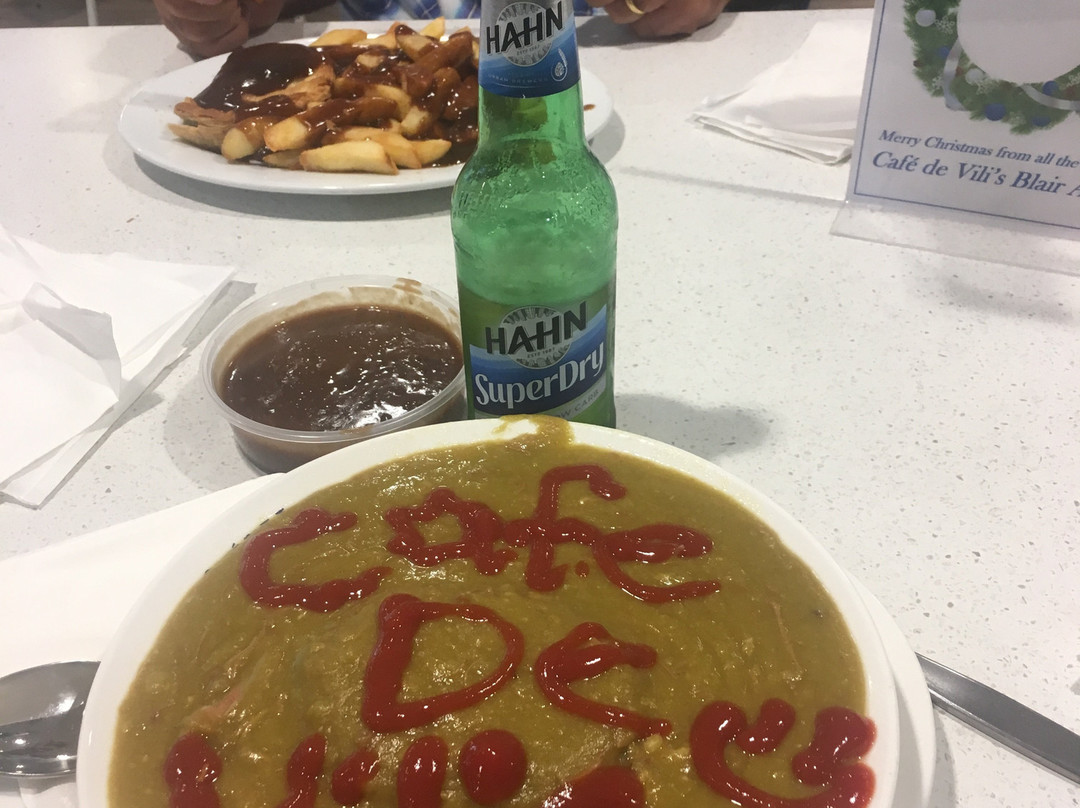 HAHN
HAHN
SuperDry
Merry Christmas from all the
Café de Vili's Blair
cafe
De